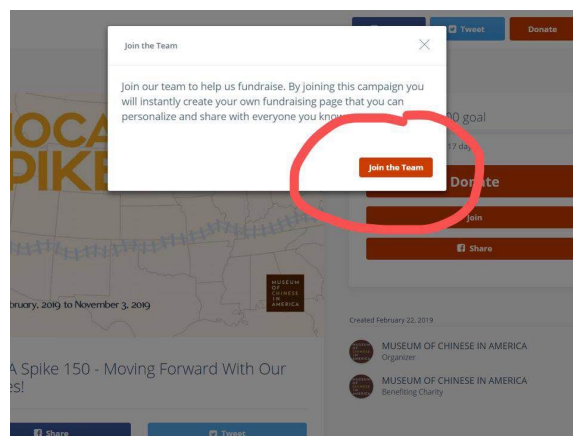 Tweet
Donate
Join the Team
Join our team to help us fundraise. By joining this campaign you
will instantly create your own fundraising page that you can
personalize and share with everyone you know
Join the Team
OCA
PIKE
00 goal
17 day
Donate
Join
Share
MUSEUM
OF
CHINESE
IN
AMERICA
bruary, 2019 to November 3, 2019
Created February 22, 2019
MUSEUM OF CHINESE IN AMERICA
Organizer
MUSEUM OF CHINESE IN AMERICA
Benefiting Charity
A Spike 150 - Moving Forward With Our
es!
Share
Tweet